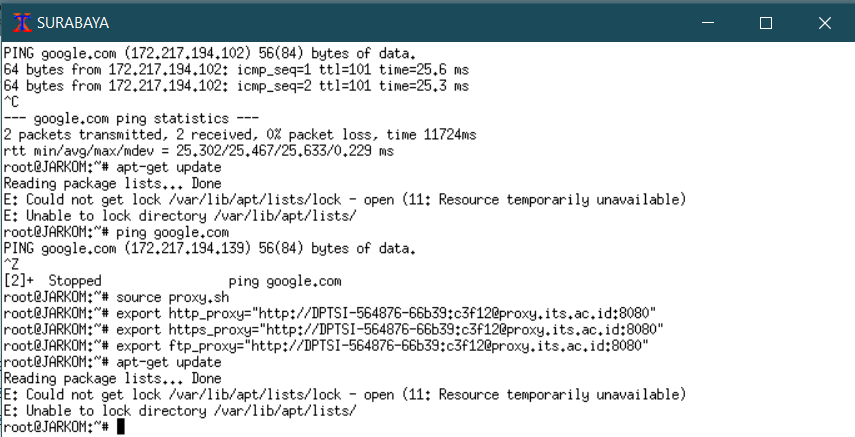 SURABAYA
PING google.com (172.217.194.102) 56(84) bytes of data.
64 bytes from 172.217.194.102: icmp_seq=1 ttl=101 time=25.6 ms
64 bytes from 172.217.194.102: icmp_seq=2 ttl=101 time=25.3 ms
^C
--- google.com ping statistics ---
2 packets transmitted, 2 received, 0% packet loss, time 11724ms
rtt min/avg/max/mdev = 25.302/25.467/25.633/0.229 ms
root@JARKOM:~# apt-get update
Reading package lists... Done
E: Could not get lock /var/lib/apt/lists/lock - open (11: Resource temporarily unavailable)
E: Unable to lock directory /var/lib/apt/lists/
root@JARKOM:~# ping google.com
PING google.com (172.217.194.139) 56(84) bytes of data.
^Z
[2]+  Stopped                 ping google.com
root@JARKOM:~# source proxy.sh
root@JARKOM:~# export http_proxy="http://DPTSI-564876-66b39:c3f12@proxy.its.ac.id:8080"
root@JARKOM:~# export https_proxy="http://DPTSI-564876-66b39:c3f12@proxy.its.ac.id:8080"
root@JARKOM:~# export ftp_proxy="http://DPTSI-564876-66b39:c3f12@proxy.its.ac.id:8080"
root@JARKOM:~# apt-get update
Reading package lists... Done
E: Could not get lock /var/lib/apt/lists/lock - open (11: Resource temporarily unavailable)
E: Unable to lock directory /var/lib/apt/lists/
root@JARKOM:~#